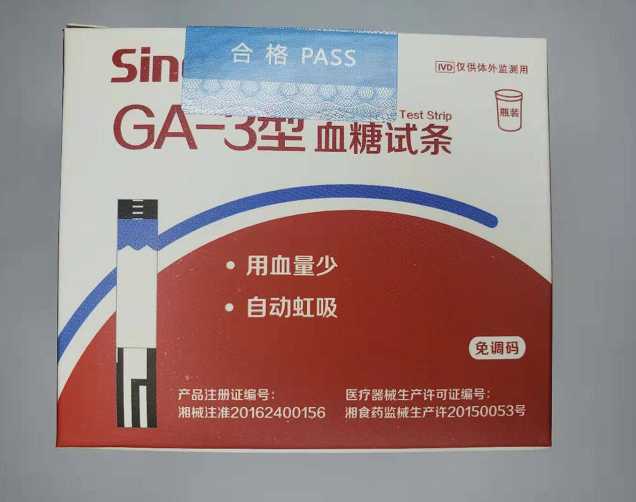 合格 PASS
Sin
IVD 仅供体外监测用
Test Strip
瓶装
GA-3型 血糖试条
• 用血量少
• 自动虹吸
免调码
产品注册证编号：
湘械注准20162400156
医疗器械生产许可证编号：
湘食药监械生产许20150053号